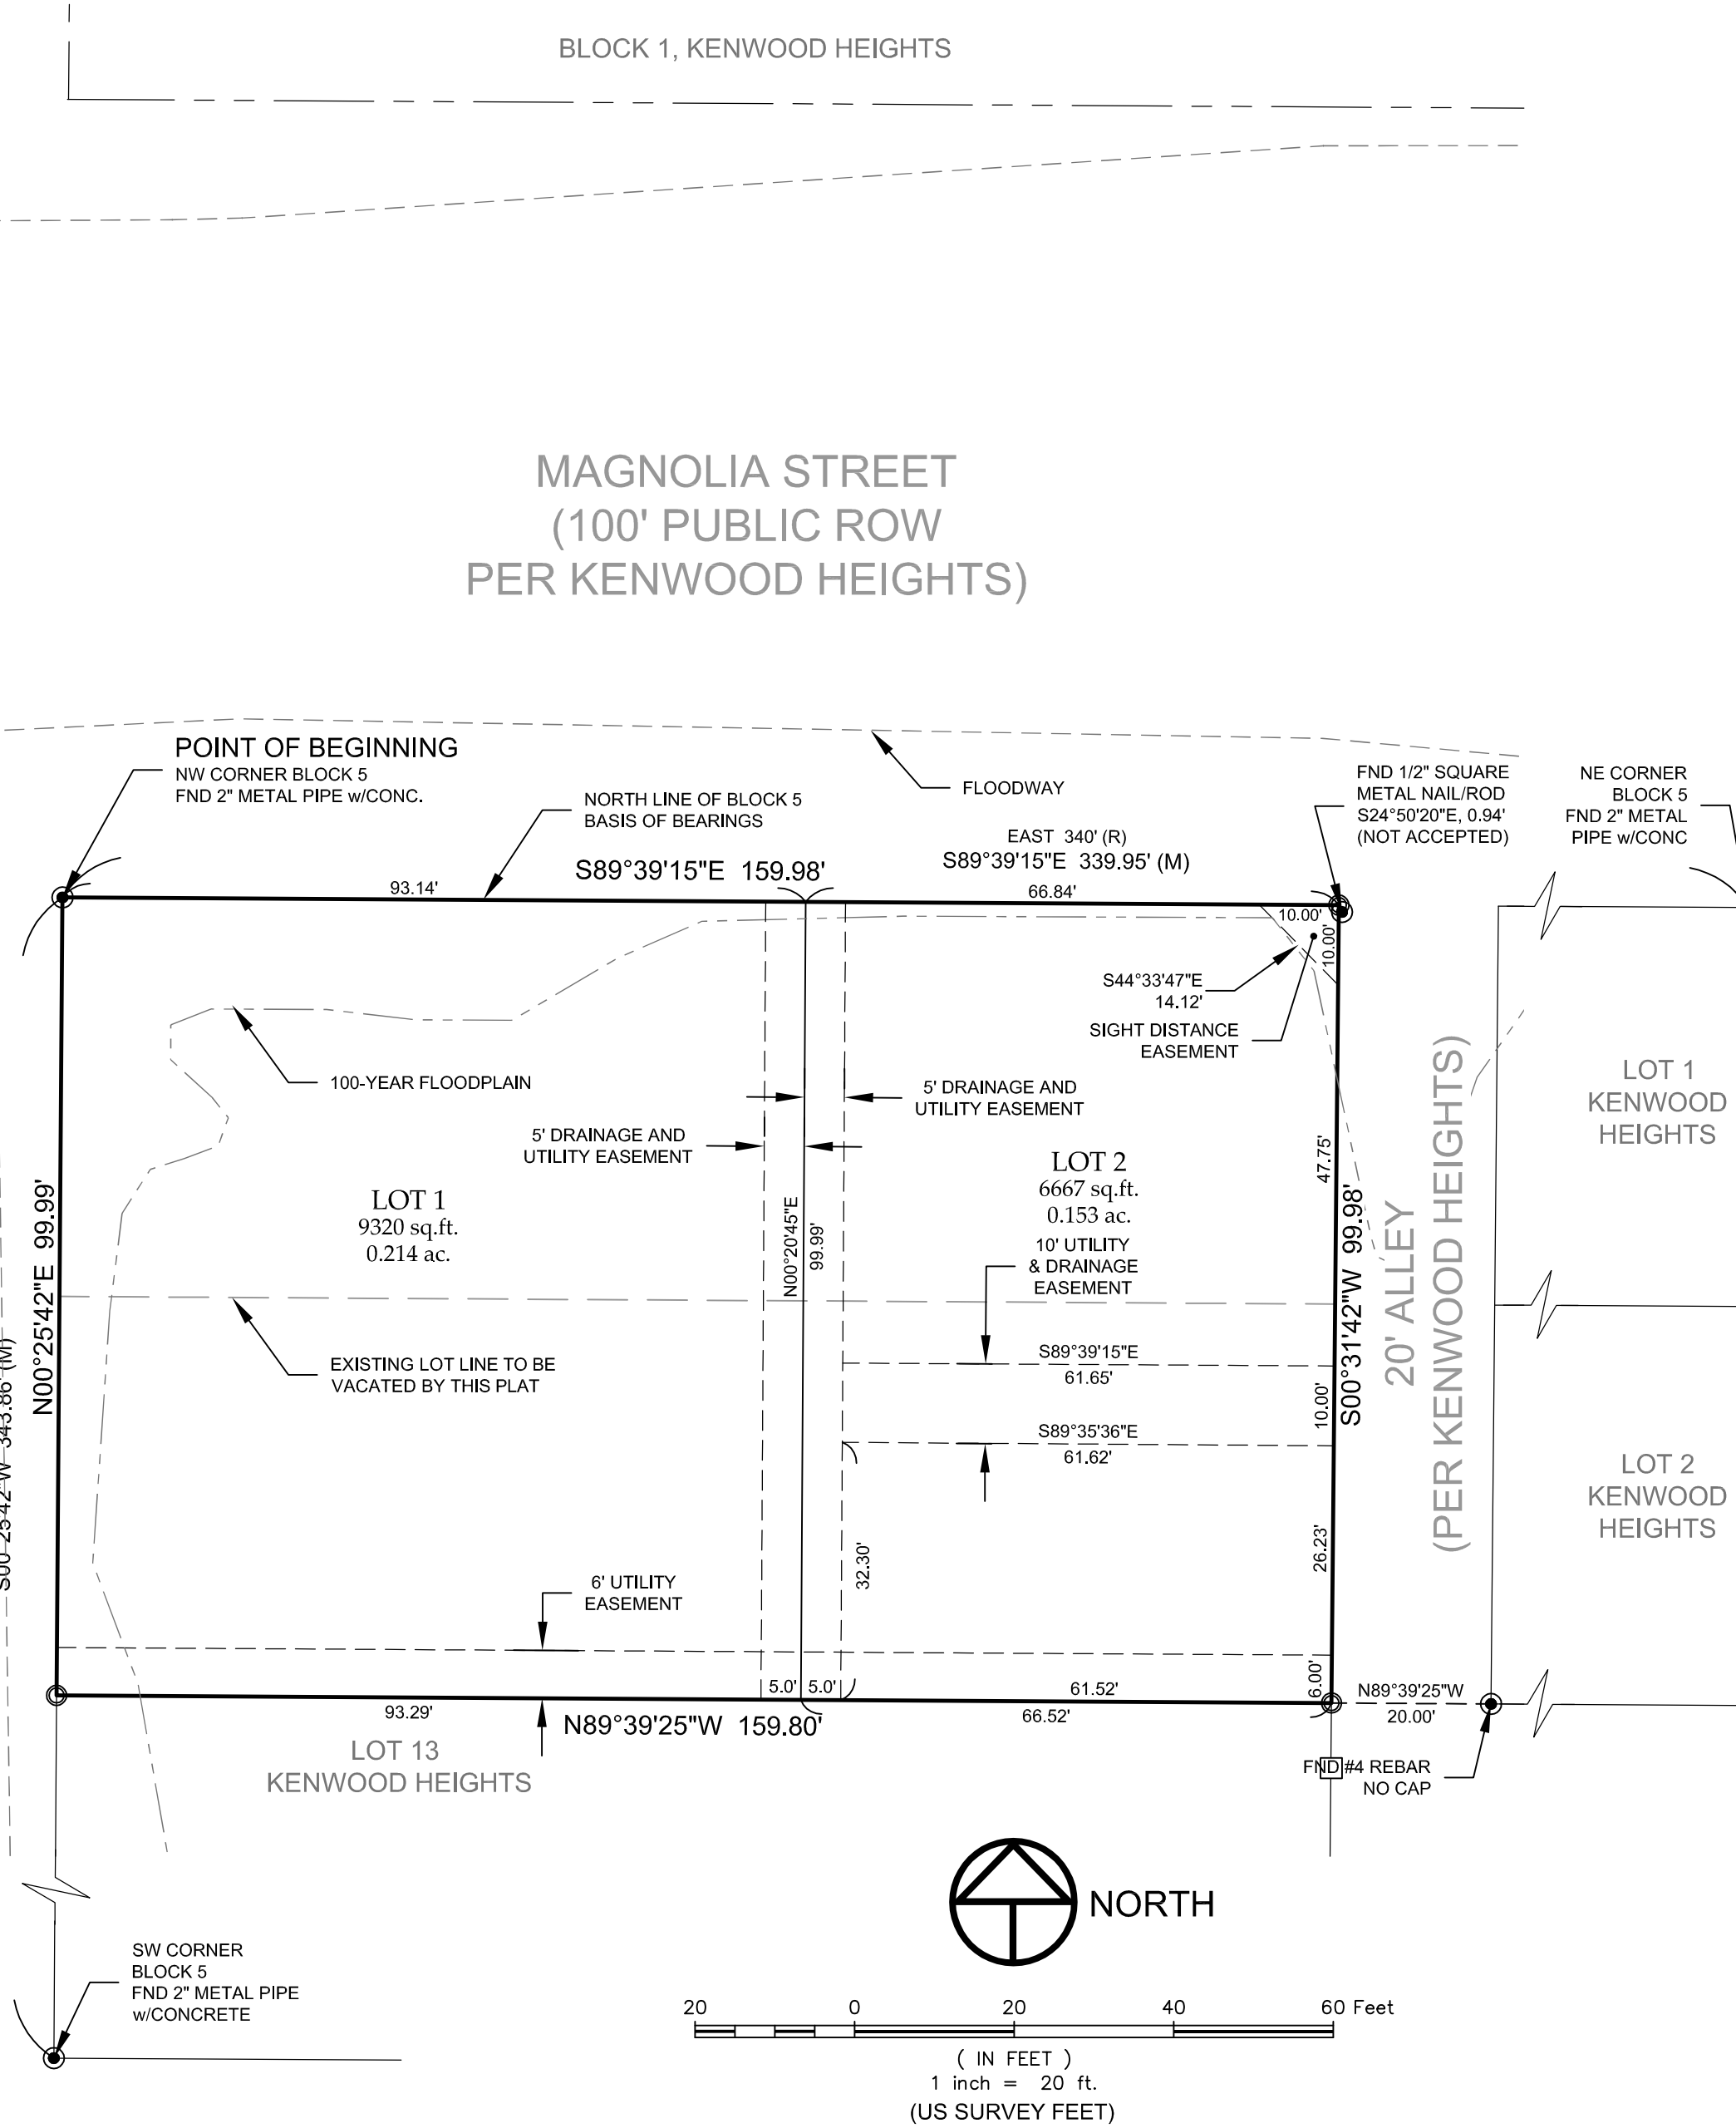 BLOCK 1, KENWOOD HEIGHTS
MAGNOLIA STREET
(100' PUBLIC ROW
PER KENWOOD HEIGHTS)
POINT OF BEGINNING
NW CORNER BLOCK 5
FND 2" METAL PIPE w/CONC.
NORTH LINE OF BLOCK 5
BASIS OF BEARINGS
FLOODWAY
FND 1/2" SQUARE
METAL NAIL/ROD
S24°50'20"E, 0.94'
(NOT ACCEPTED)
NE CORNER
BLOCK 5
FND 2" METAL
PIPE w/CONC
EAST 340' (R)
S89°39'15"E 339.95' (M)
S89°39'15"E 159.98'
93.14'
66.84'
10.00'
10.00'
S44°33'47"E
14.12'
SIGHT DISTANCE
EASEMENT
100-YEAR FLOODPLAIN
5' DRAINAGE AND
UTILITY EASEMENT
5' DRAINAGE AND
UTILITY EASEMENT
LOT 1
9320 sq.ft.
0.214 ac.
LOT 2
6667 sq.ft.
0.153 ac.
N00°20'45"E
99.99'
10' UTILITY
& DRAINAGE
EASEMENT
47.75'
S00°31'42"W 99.98'
20' ALLEY
(PER KENWOOD HEIGHTS)
LOT 1
KENWOOD
HEIGHTS
N00°25'42"E 99.99'
S00°25'42"W 343.86' (M)
EXISTING LOT LINE TO BE
VACATED BY THIS PLAT
S89°39'15"E
61.65'
10.00'
S89°35'36"E
61.62'
LOT 2
KENWOOD
HEIGHTS
32.30'
26.23'
6' UTILITY
EASEMENT
5.0'
5.0'
61.52'
6.00'
N89°39'25"W
20.00'
93.29'
N89°39'25"W 159.80'
66.52'
LOT 13
KENWOOD HEIGHTS
FND #4 REBAR
NO CAP
NORTH
SW CORNER
BLOCK 5
FND 2" METAL PIPE
w/CONCRETE
20 0 20 40 60 Feet
( IN FEET )
1 inch = 20 ft.
(US SURVEY FEET)